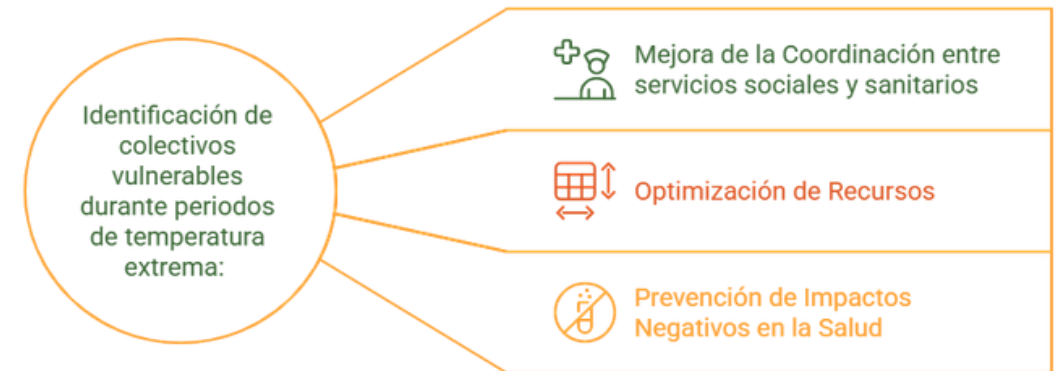 Identificación de
colectivos
vulnerables
durante periodos
de temperatura
extrema:
Mejora de la Coordinación entre
servicios sociales y sanitarios
Optimización de Recursos
Prevención de Impactos
Negativos en la Salud